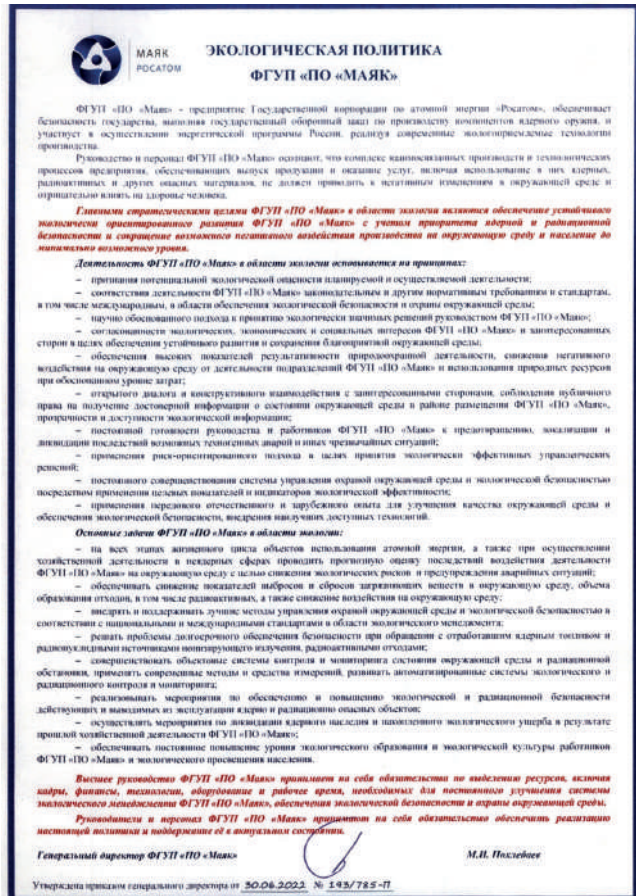 МАЯК
РОСАТОМ
ЭКОЛОГИЧЕСКАЯ ПОЛИТИКА
ФГУП «ПО «МАЯК»
ФГУП «ПО «Маяк» - предприятие Государственной корпорации по атомной энергии «Росатом», обеспечивает
безопасность государства, выполняя государственный оборонный заказ по производству компонентов ядерного оружия, и
участвует в осуществлении энергетической программы России, реализуя современные экологоприемлемые технологии
производства.
Руководство и персонал ФГУП «ПО «Маяк» осознают, что комплекс взаимосвязанных производств и технологических
процессов предприятия, обеспечивающих выпуск продукции и оказание услуг, включая использование в них ядерных,
радиоактивных и других опасных материалов, не должен приводить к негативным изменениям в окружающей среде и
отрицательно влиять на здоровье человека.
Главными стратегическими целями ФГУП «ПО «Маяк» в области экологии являются обеспечение устойчивого
экологически ориентированного развития ФГУП «ПО «Маяк» с учетом приоритета ядерной и радиационной
безопасности и сокращение возможного негативного воздействия производства на окружающую среду и население до
минимально возможного уровня.
Деятельность ФГУП «ПО «Маяк» в области экологии основывается на принципах:
– признания потенциальной экологической опасности планируемой и осуществляемой деятельности;
– соответствия деятельности ФГУП «ПО «Маяк» законодательным и другим нормативным требованиям и стандартам,
в том числе международным, в области обеспечения экологической безопасности и охраны окружающей среды;
– научно обоснованного подхода к принятию экологически значимых решений руководством ФГУП «ПО «Маяк»;
– согласованности экологических, экономических и социальных интересов ФГУП «ПО «Маяк» и заинтересованных
сторон в целях обеспечения устойчивого развития и сохранения благоприятной окружающей среды;
– обеспечения высоких показателей результативности природоохранной деятельности, снижения негативного
воздействия на окружающую среду от деятельности подразделений ФГУП «ПО «Маяк» и использования природных ресурсов
при обоснованном уровне затрат;
– открытого диалога и конструктивного взаимодействия с заинтересованными сторонами, соблюдения публичного
права на получение достоверной информации о состоянии окружающей среды в районе размещения ФГУП «ПО «Маяк»,
прозрачности и доступности экологической информации;
– постоянной готовности руководства и работников ФГУП «ПО «Маяк» к предотвращению, локализации и
ликвидации последствий возможных техногенных аварий и иных чрезвычайных ситуаций;
– применения риск-ориентированного подхода в целях принятия экологически эффективных управленческих
решений;
– постоянного совершенствования системы управления охраной окружающей среды и экологической безопасностью
посредством применения целевых показателей и индикаторов экологической эффективности;
– применения передового отечественного и зарубежного опыта для улучшения качества окружающей среды и
обеспечения экологической безопасности, внедрения наилучших доступных технологий.
Основные задачи ФГУП «ПО «Маяк» в области экологии:
– на всех этапах жизненного цикла объектов использования атомной энергии, а также при осуществлении
хозяйственной деятельности в неядерных сферах проводить прогнозную оценку последствий воздействия деятельности
ФГУП «ПО «Маяк» на окружающую среду с целью снижения экологических рисков и предупреждения аварийных ситуаций;
– обеспечивать снижение показателей выбросов и сбросов загрязняющих веществ в окружающую среду, объема
образования отходов, в том числе радиоактивных, а также снижение воздействия на окружающую среду;
– внедрять и поддерживать лучшие методы управления охраной окружающей среды и экологической безопасностью в
соответствии с национальными и международными стандартами в области экологического менеджмента;
– решать проблемы долгосрочного обеспечения безопасности при обращении с отработавшим ядерным топливом и
радионуклидными источниками ионизирующего излучения, радиоактивными отходами;
– совершенствовать объектовые системы контроля и мониторинга состояния окружающей среды и радиационной
обстановки, применять современные методы и средства измерений, развивать автоматизированные системы экологического и
радиационного контроля и мониторинга;
– реализовывать мероприятия по обеспечению и повышению экологической и радиационной безопасности
действующих и выводимых из эксплуатации ядерно и радиационно опасных объектов;
– осуществлять мероприятия по ликвидации ядерного наследия и накопленного экологического ущерба в результате
прошлой хозяйственной деятельности ФГУП «ПО «Маяк»;
– обеспечивать постоянное повышение уровня экологического образования и экологической культуры работников
ФГУП «ПО «Маяк» и экологического просвещения населения.
Высшее руководство ФГУП «ПО «Маяк» принимает на себя обязательства по выделению ресурсов, включая
кадры, финансы, технологии, оборудование и рабочее время, необходимых для постоянного улучшения системы
экологического менеджмента ФГУП «ПО «Маяк», обеспечения экологической безопасности и охраны окружающей среды.
Руководители и персонал ФГУП «ПО «Маяк» принимают на себя обязательство обеспечить реализацию
настоящей политики и поддержание её в актуальном состоянии.
Генеральный директор ФГУП «ПО «Маяк» М.И. Похлебаев
Утверждена приказом генерального директора от 30.06.2022 № 193/785-П